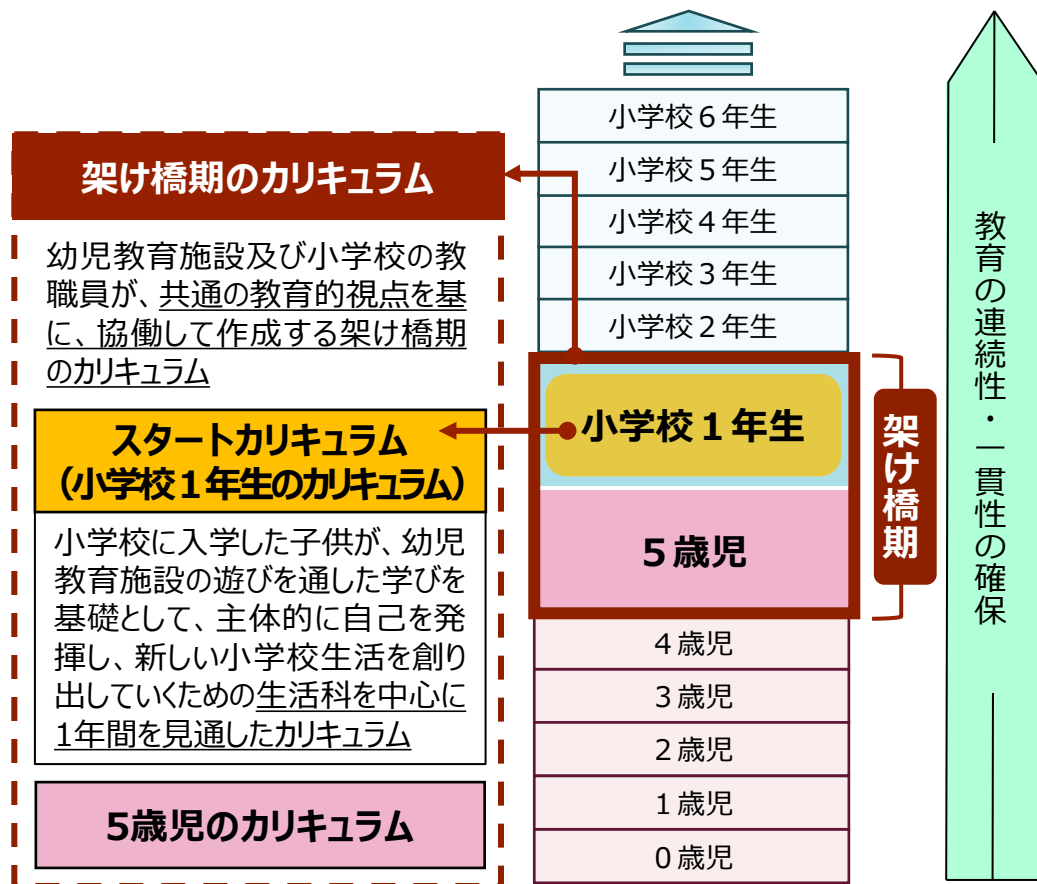 架け橋期のカリキュラム
幼児教育施設及び小学校の教
職員が、共通の教育的視点を基
に、協働して作成する架け橋期
のカリキュラム
スタートカリキュラム
（小学校１年生のカリキュラム）
小学校に入学した子供が、幼児
教育施設の遊びを通した学びを
基礎として、主体的に自己を発
揮し、新しい小学校生活を創り
出していくための生活科を中心に
1年間を見通したカリキュラム
5歳児のカリキュラム
小学校６年生
小学校５年生
小学校４年生
小学校３年生
小学校２年生
小学校１年生
５歳児
４歳児
３歳児
２歳児
１歳児
０歳児
架け橋期
教育の連続性・一貫性の確保